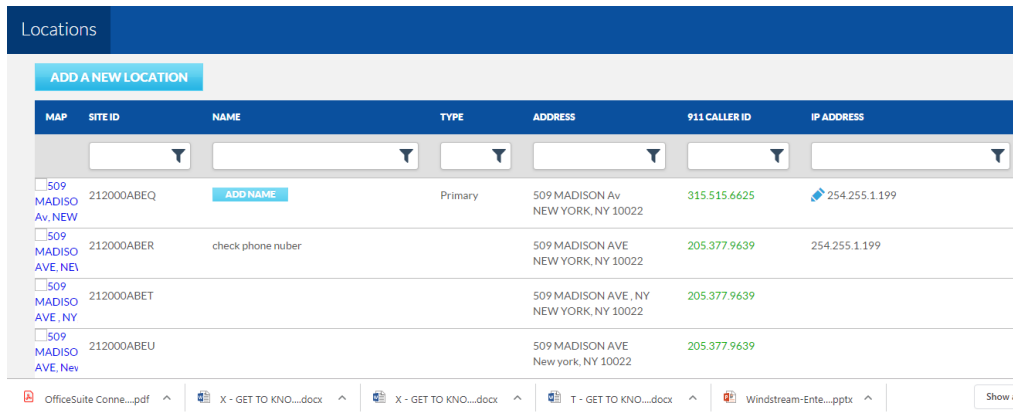 Locations
ADD A NEW LOCATION
MAP SITE ID NAME TYPE ADDRESS 911 CALLER ID IP ADDRESS
509
MADISO
Av, NEW
212000ABEQ ADD NAME Primary 509 MADISON Av
NEW YORK, NY 10022
315.515.6625 254.255.1.199
509
MADISO
AVE, NEW
212000ABER check phone nuber 509 MADISON AVE
NEW YORK, NY 10022
205.377.9639 254.255.1.199
509
MADISO
AVE , NY
212000ABET 509 MADISON AVE , NY
NEW YORK, NY 10022
205.377.9639
509
MADISO
AVE, New
212000ABEU 509 MADISON AVE
New york, NY 10022
205.377.9639
OfficeSuite Conne....pdf X - GET TO KNO....docx X - GET TO KNO....docx T - GET TO KNO....docx Windstream-Ente....pptx Show